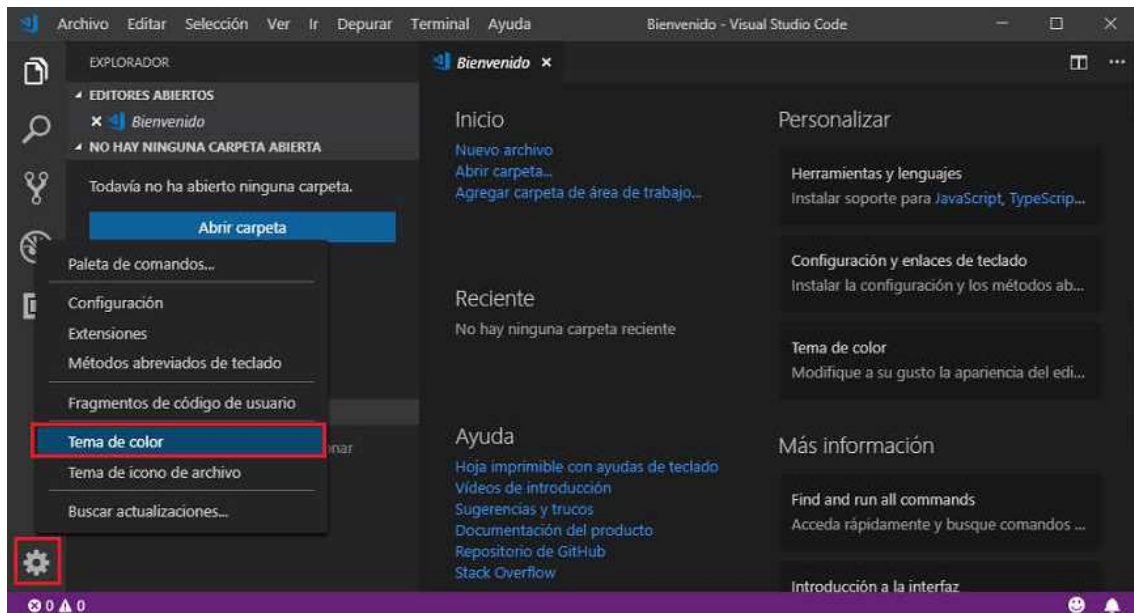 Archivo Editar Selección Ver Ir Depurar Terminal Ayuda Bienvenido - Visual Studio Code
EXPLORADOR
EDITORES ABIERTOS
Bienvenido
NO HAY NINGUNA CARPETA ABIERTA
Todavía no ha abierto ninguna carpeta.
Abrir carpeta
Paleta de comandos...
Configuración
Extensiones
Métodos abreviados de teclado
Fragmentos de código de usuario
Tema de color
Tema de icono de archivo
Buscar actualizaciones...
Bienvenido
Inicio
Nuevo archivo
Abrir carpeta...
Agregar carpeta de área de trabajo...
Reciente
No hay ninguna carpeta reciente
Ayuda
Hoja imprimible con ayudas de teclado
Vídeos de introducción
Sugerencias y trucos
Documentación del producto
Repositorio de GitHub
Stack Overflow
Personalizar
Herramientas y lenguajes
Instalar soporte para JavaScript, TypeScrip...
Configuración y enlaces de teclado
Instalar la configuración y los métodos ab...
Tema de color
Modifique a su gusto la apariencia del edi...
Más información
Find and run all commands
Acceda rápidamente y busque comandos ...
Introducción a la interfaz
0 0